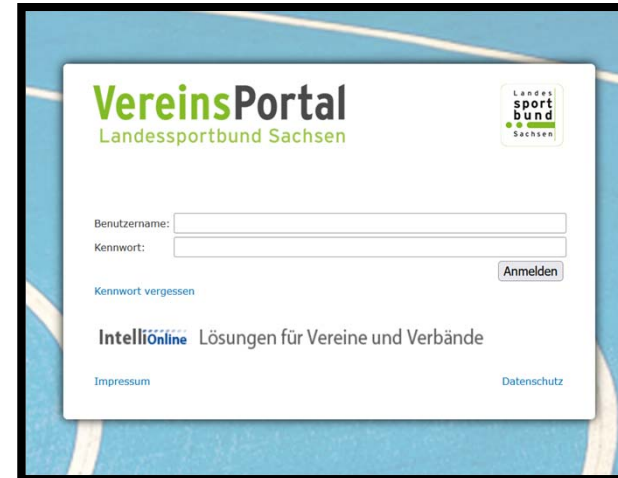 VereinsPortal
Landessportbund Sachsen
Landes
sport
bund
Sachsen
Benutzername:
Kennwort:
Anmelden
Kennwort vergessen
IntelliOnline Lösungen für Vereine und Verbände
Impressum
Datenschutz